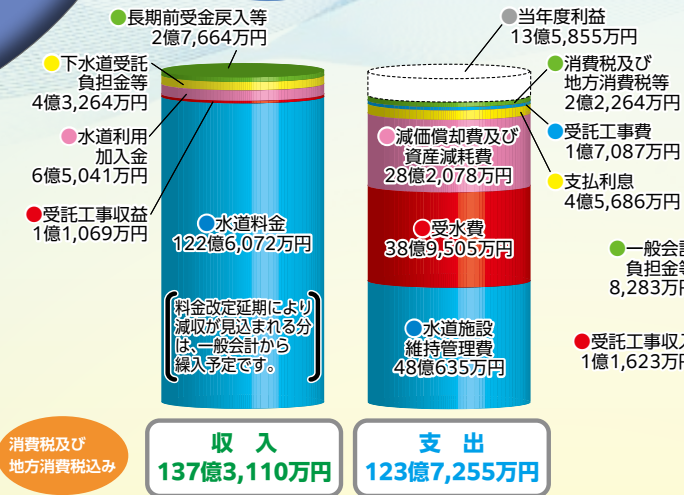 ●長期前受金戻入等
2億7,664万円
●下水道受託
負担金等
4億3,264万円
●水道利用
加入金
6億5,041万円
●受託工事収益
1億1,069万円
●水道料金
122億6,072万円
料金改定延期により
減収が見込まれる分
は、一般会計から
繰入予定です。
●当年度利益
13億5,855万円
●消費税及び
地方消費税等
2億2,264万円
●受託工事費
1億7,087万円
●支払利息
4億5,686万円
●減価償却費及び
資産減耗費
28億2,078万円
●受水費
38億9,505万円
●水道施設
維持管理費
48億635万円
●一般会
負担金
8,283万
●受託工事収入
1億1,623万円
消費税及び
地方消費税込み
収 入
137億3,110万円
支 出
123億7,255万円